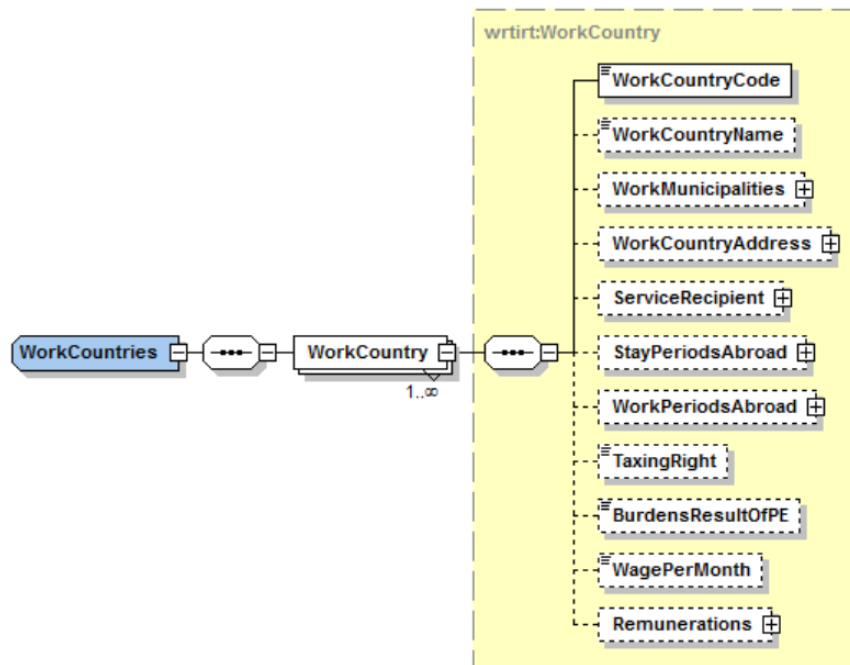 wrtirt:WorkCountry
WorkCountryCode
WorkCountryName
WorkMunicipalities
WorkCountryAddress
ServiceRecipient
WorkCountries
WorkCountry
1..∞
StayPeriodsAbroad
WorkPeriodsAbroad
TaxingRight
BurdensResultOfPE
WagePerMonth
Remunerations